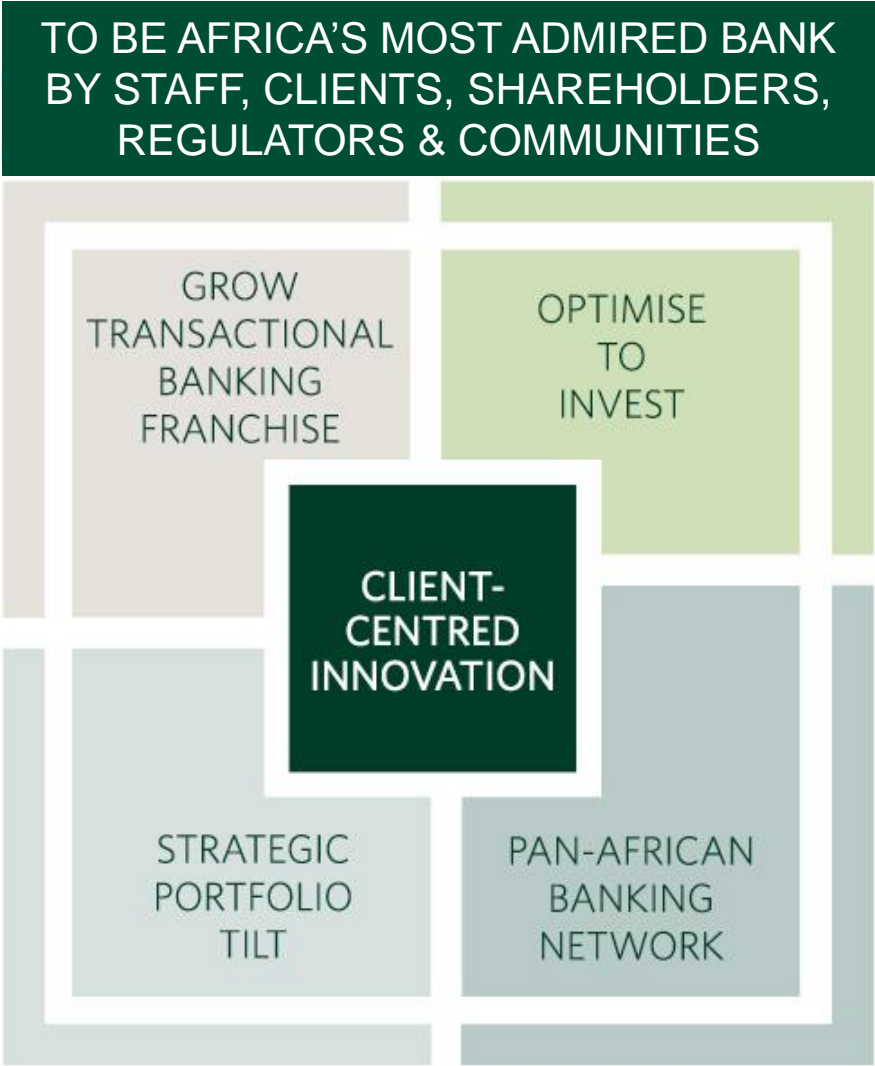 TO BE AFRICA'S MOST ADMIRED BANK
BY STAFF, CLIENTS, SHAREHOLDERS,
REGULATORS & COMMUNITIES
GROW
TRANSACTIONAL
BANKING
FRANCHISE
OPTIMISE
TO
INVEST
CLIENT-
CENTRED
INNOVATION
STRATEGIC
PORTFOLIO
TILT
PAN-AFRICAN
BANKING
NETWORK